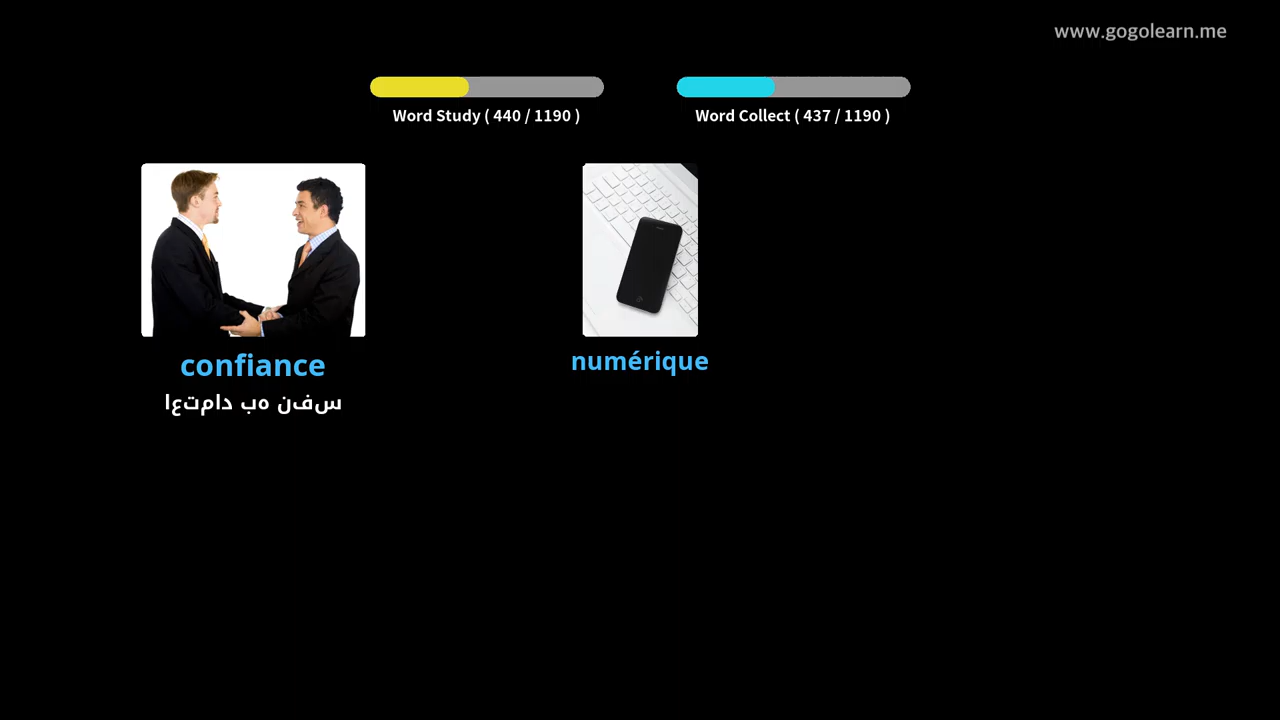 www.gogolearn.me
Word Study ( 440 / 1190 )
Word Collect ( 437 / 1190 )
confiance
سفن هب دامتعا
numérique